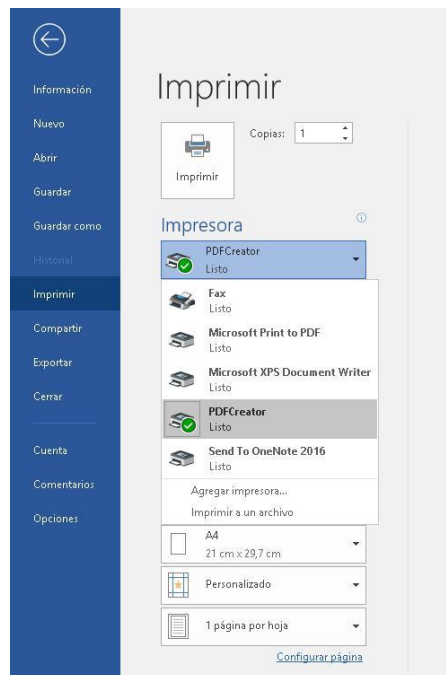 Imprimir
Información
Nuevo
Abrir
Guardar
Guardar como
Historial
Imprimir
Compartir
Exportar
Cerrar
Cuenta
Comentarios
Opciones
Copias: 1
Imprimir
Impresora
PDFCreator
Listo
Fax
Listo
Microsoft Print to PDF
Listo
Microsoft XPS Document Writer
Listo
PDFCreator
Listo
Send To OneNote 2016
Listo
Agregar impresora...
Imprimir a un archivo
A4
21 cm x 29,7 cm
Personalizado
1 página por hoja
Configurar página